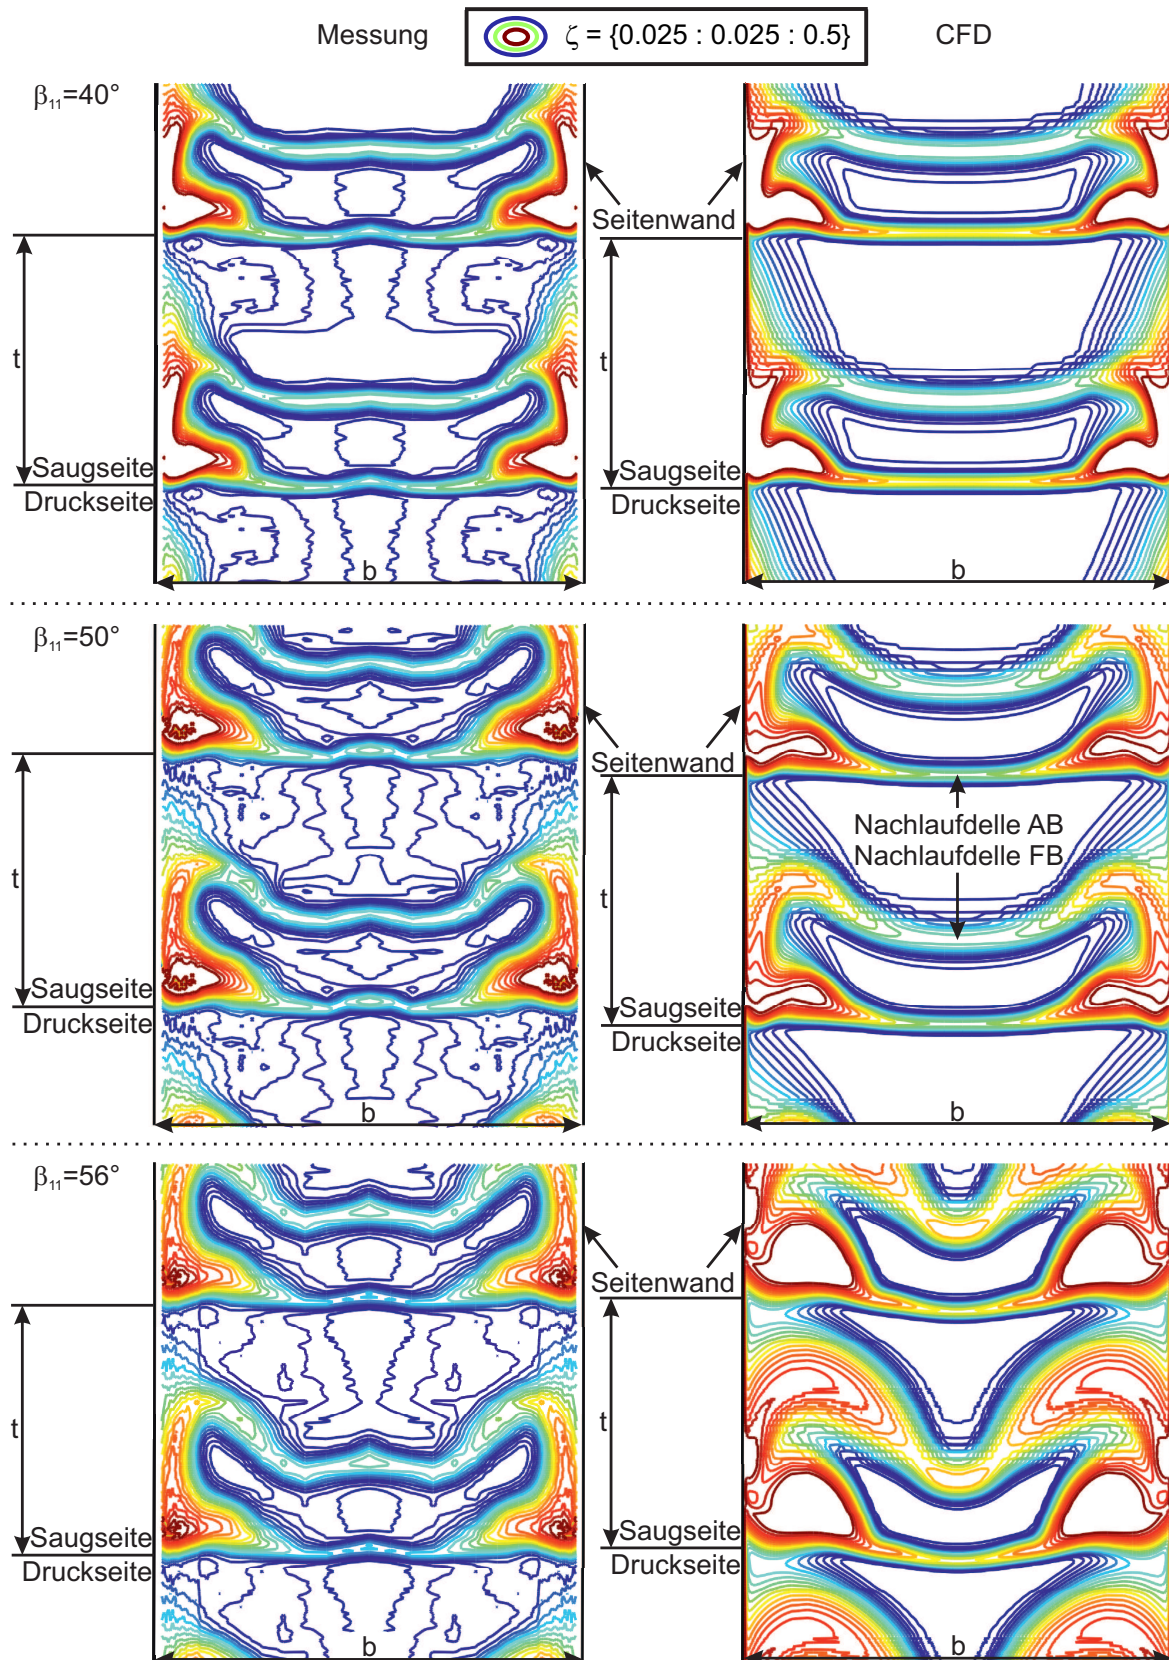 Messung
ζ = {0.025 : 0.025 : 0.5}
CFD
β₁₁=40°
Seitenwand
t
t
Saugseite
Druckseite
Saugseite
Druckseite
b
b
β₁₁=50°
Seitenwand
Nachlaufdelle AB
Nachlaufdelle FB
t
t
Saugseite
Druckseite
Saugseite
Druckseite
b
b
β₁₁=56°
Seitenwand
t
t
Saugseite
Druckseite
Saugseite
Druckseite
b
b